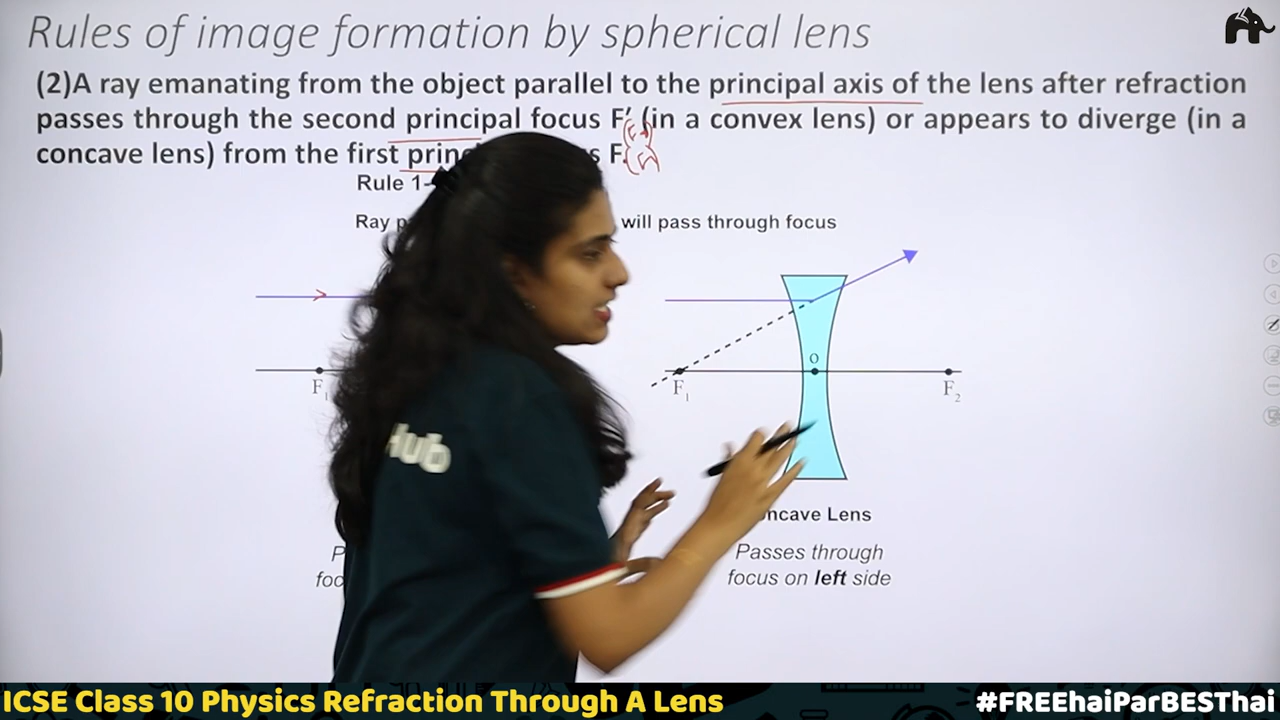 Rules of image formation by spherical lens
(2)A ray emanating from the object parallel to the principal axis of the lens after refraction
passes through the second principal focus F' (in a convex lens) or appears to diverge (in a
concave lens) from the first F.
Rule 1-
Ray will pass through focus
F₁
O
F₁
F₂
Hub
Lens
Passes through
focus on left side
ICSE Class 10 Physics Refraction Through A Lens
#FREEhaiParBESThai